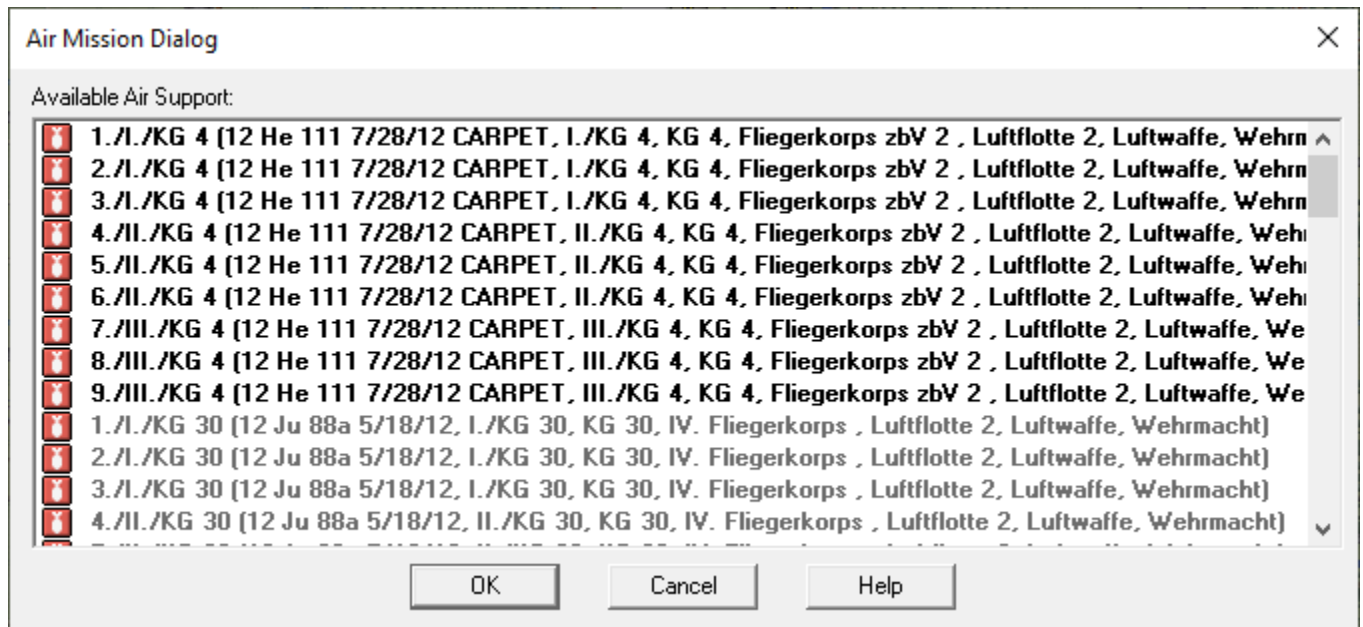 Air Mission Dialog
Available Air Support:
1./I./KG 4 (12 He 111 7/28/12 CARPET, I./KG 4, KG 4, Fliegerkorps zbV 2 , Luftflotte 2, Luftwaffe, Wehrm
2./I./KG 4 (12 He 111 7/28/12 CARPET, I./KG 4, KG 4, Fliegerkorps zbV 2 , Luftflotte 2, Luftwaffe, Wehrm
3./I./KG 4 (12 He 111 7/28/12 CARPET, I./KG 4, KG 4, Fliegerkorps zbV 2 , Luftflotte 2, Luftwaffe, Wehrm
4./II./KG 4 (12 He 111 7/28/12 CARPET, II./KG 4, KG 4, Fliegerkorps zbV 2 , Luftflotte 2, Luftwaffe, Weh
5./II./KG 4 (12 He 111 7/28/12 CARPET, II./KG 4, KG 4, Fliegerkorps zbV 2 , Luftflotte 2, Luftwaffe, Weh
6./II./KG 4 (12 He 111 7/28/12 CARPET, II./KG 4, KG 4, Fliegerkorps zbV 2 , Luftflotte 2, Luftwaffe, Weh
7./III./KG 4 (12 He 111 7/28/12 CARPET, III./KG 4, KG 4, Fliegerkorps zbV 2 , Luftflotte 2, Luftwaffe, We
8./III./KG 4 (12 He 111 7/28/12 CARPET, III./KG 4, KG 4, Fliegerkorps zbV 2 , Luftflotte 2, Luftwaffe, We
9./III./KG 4 (12 He 111 7/28/12 CARPET, III./KG 4, KG 4, Fliegerkorps zbV 2 , Luftflotte 2, Luftwaffe, We
1./I./KG 30 (12 Ju 88a 5/18/12, I./KG 30, KG 30, IV. Fliegerkorps , Luftflotte 2, Luftwaffe, Wehrmacht)
2./I./KG 30 (12 Ju 88a 5/18/12, I./KG 30, KG 30, IV. Fliegerkorps , Luftflotte 2, Luftwaffe, Wehrmacht)
3./I./KG 30 (12 Ju 88a 5/18/12, I./KG 30, KG 30, IV. Fliegerkorps , Luftflotte 2, Luftwaffe, Wehrmacht)
4./II./KG 30 (12 Ju 88a 5/18/12, II./KG 30, KG 30, IV. Fliegerkorps , Luftflotte 2, Luftwaffe, Wehrmacht)
OK Cancel Help